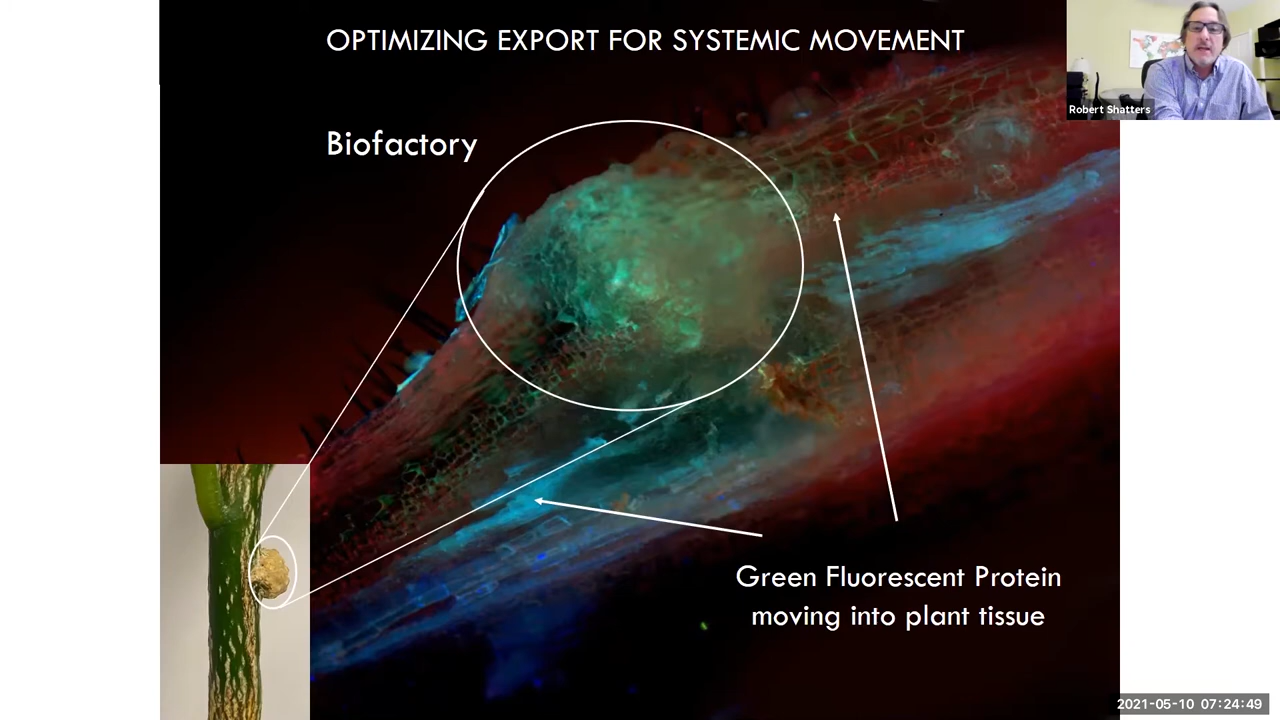 OPTIMIZING EXPORT FOR SYSTEMIC MOVEMENT
Robert Shatters
Biofactory
Green Fluorescent Protein
moving into plant tissue
2021-05-10 07:24:49